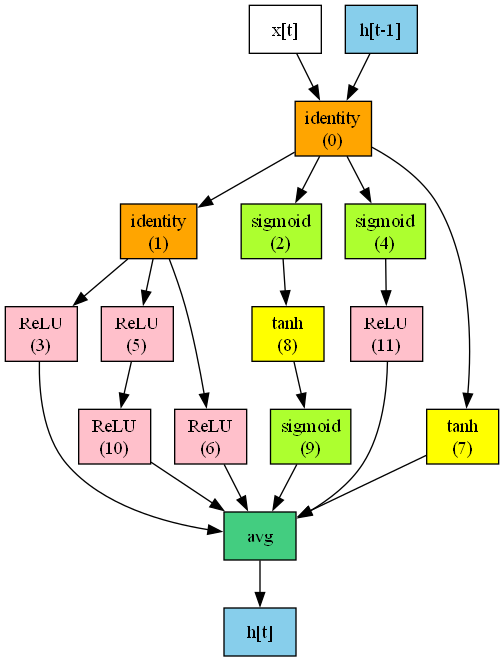 x[t]
h[t-1]
identity
(0)
identity
(1)
sigmoid
(2)
sigmoid
(4)
ReLU
(3)
ReLU
(5)
tanh
(8)
ReLU
(11)
ReLU
(10)
ReLU
(6)
sigmoid
(9)
tanh
(7)
avg
h[t]